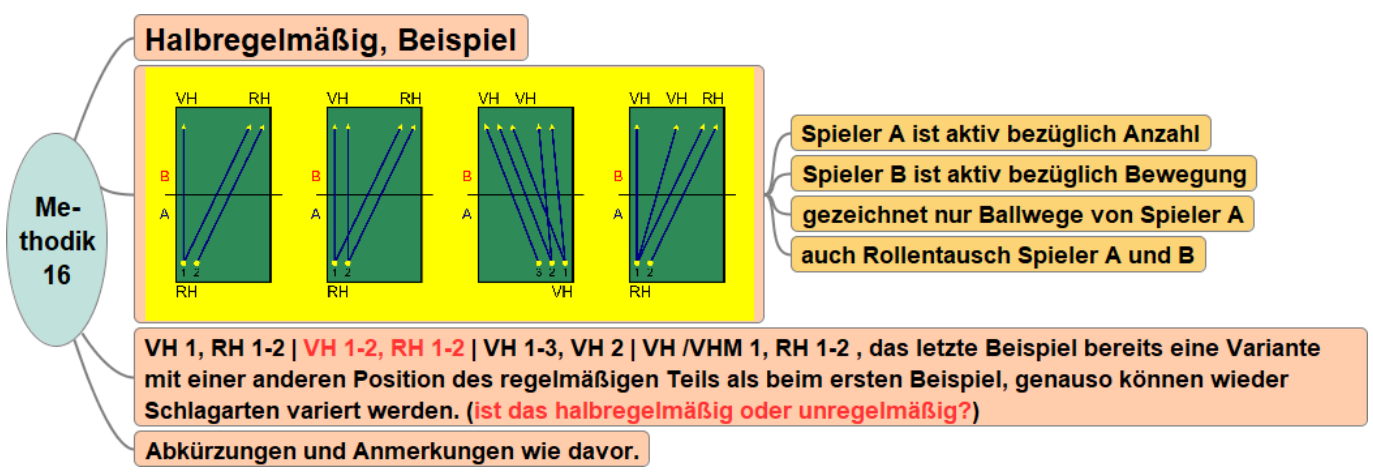 Me-
thodik
16
Halbregelmäßig, Beispiel
VH RH
B
A
1 2
RH
VH RH
B
A
1 2
RH
VH VH
B
A
3 2 1
VH
VH VH RH
B
A
1 2
RH
Spieler A ist aktiv bezüglich Anzahl
Spieler B ist aktiv bezüglich Bewegung
gezeichnet nur Ballwege von Spieler A
auch Rollentausch Spieler A und B
VH 1, RH 1-2 | VH 1-2, RH 1-2 | VH 1-3, VH 2 | VH /VHM 1, RH 1-2 , das letzte Beispiel bereits eine Variante
mit einer anderen Position des regelmäßigen Teils als beim ersten Beispiel, genauso können wieder
Schlagarten variert werden. (ist das halbregelmäßig oder unregelmäßig?)
Abkürzungen und Anmerkungen wie davor.